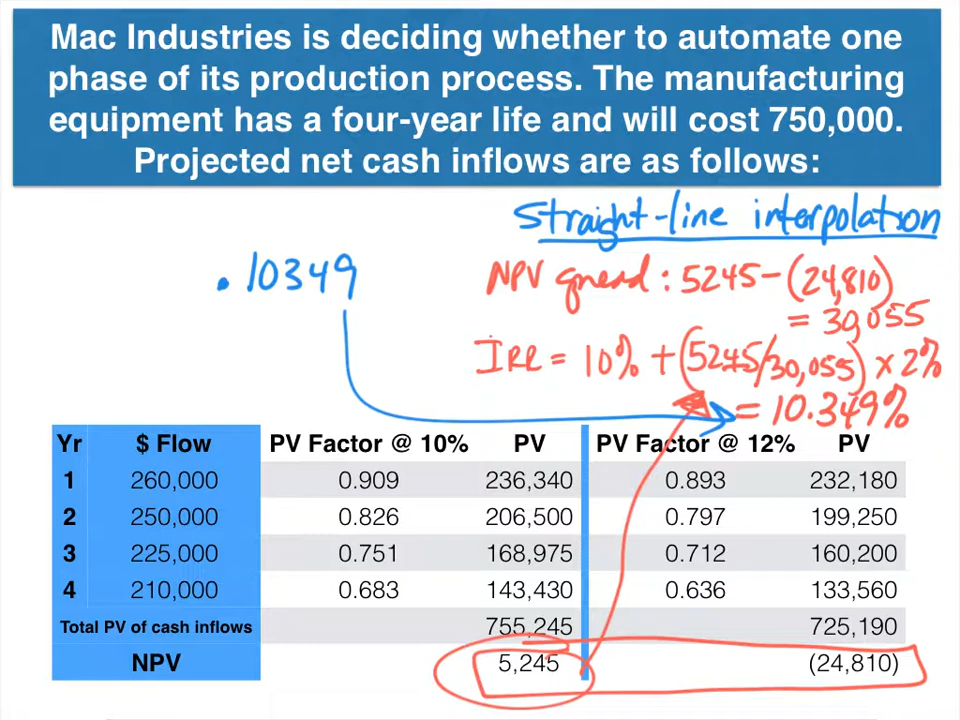 Mac Industries is deciding whether to automate one
phase of its production process. The manufacturing
equipment has a four-year life and will cost 750,000.
Projected net cash inflows are as follows:
Straight-line interpolation
.10349
NPV spread: 5245 - (24,810)
= 30,055
IRR = 10% + (5245/30,055) x 2%
= 10.349%
Yr $ Flow PV Factor @ 10% PV PV Factor @ 12% PV
1 260,000 0.909 236,340 0.893 232,180
2 250,000 0.826 206,500 0.797 199,250
3 225,000 0.751 168,975 0.712 160,200
4 210,000 0.683 143,430 0.636 133,560
Total PV of cash inflows 755,245 725,190
NPV 5,245 (24,810)